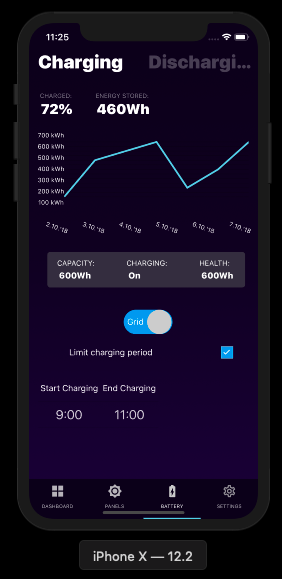 11:25
Charging Dischargi...
CHARGED: ENERGY STORED:
72% 460Wh
700 kWh
600 kWh
500 kWh
400 kWh
300 kWh
200 kWh
100 kWh
2.10.'18 3.10.'18 4.10.'18 5.10.'18 6.10.'18 7.10.'18
CAPACITY: CHARGING: HEALTH:
600Wh On 600Wh
Grid
Limit charging period
Start Charging End Charging
9:00 11:00
DASHBOARD PANELS BATTERY SETTINGS
iPhone X — 12.2